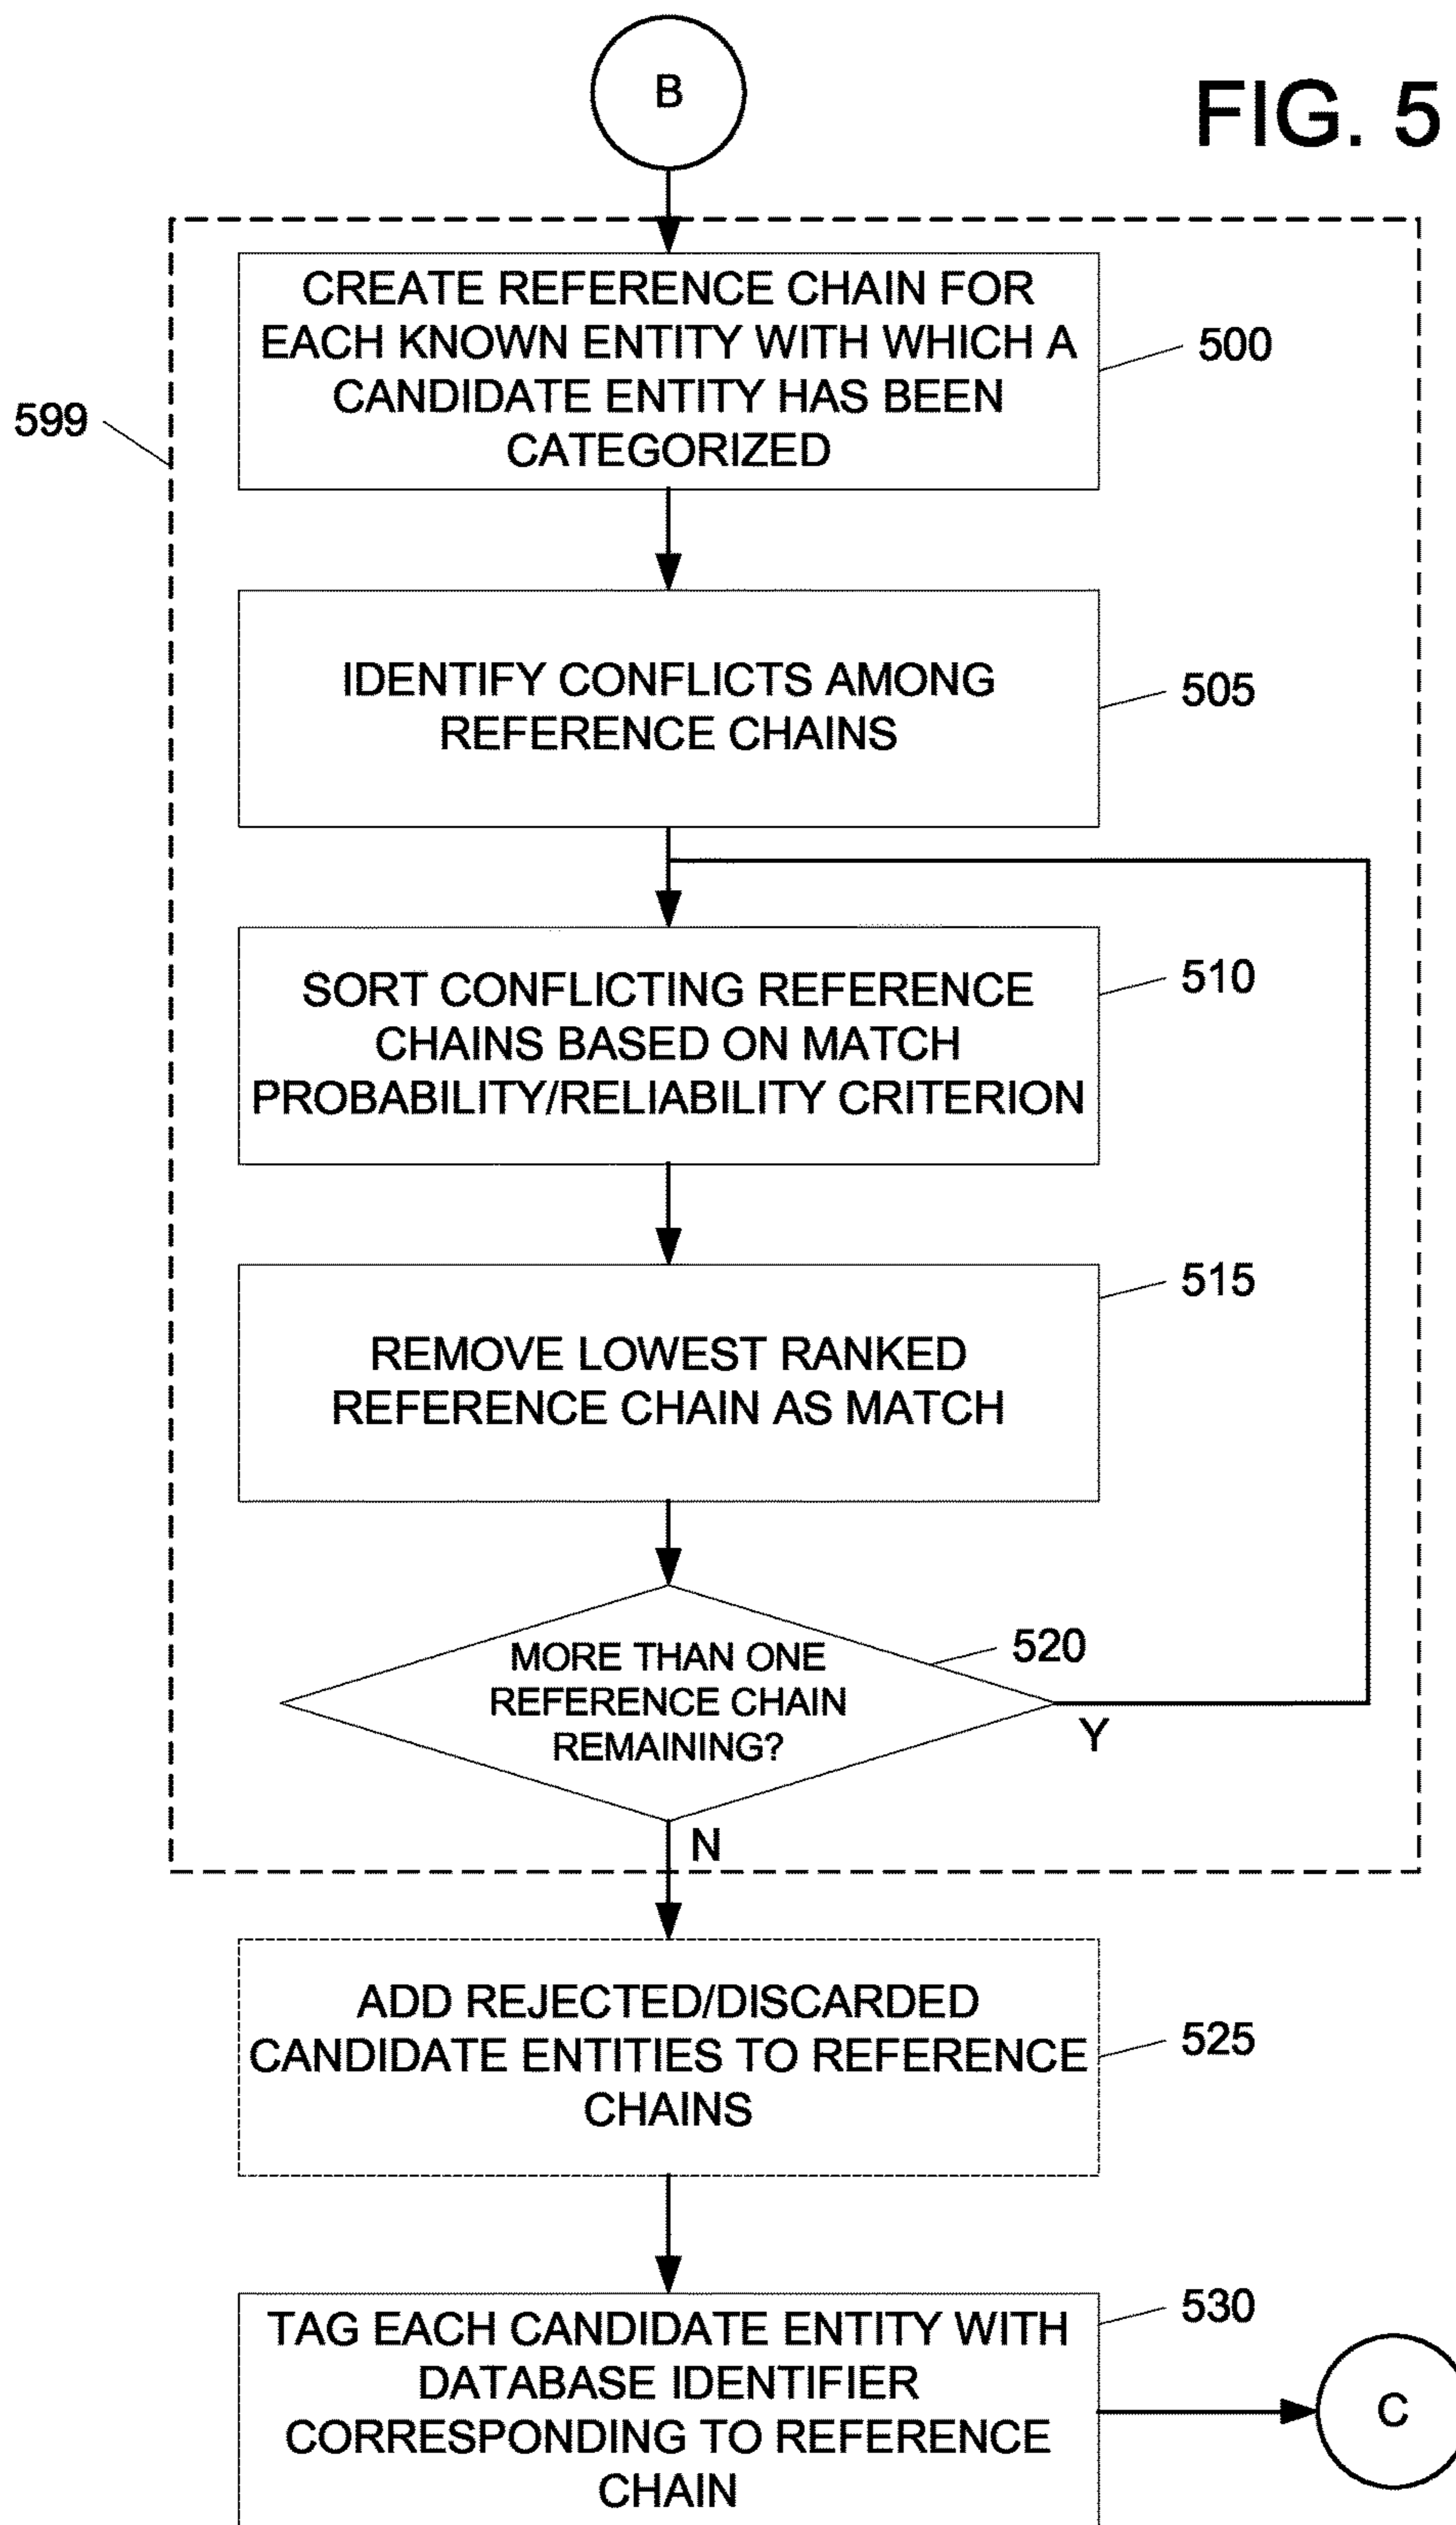 B
FIG. 5
CREATE REFERENCE CHAIN FOR
EACH KNOWN ENTITY WITH WHICH A
CANDIDATE ENTITY HAS BEEN
CATEGORIZED
500
599
IDENTIFY CONFLICTS AMONG
REFERENCE CHAINS
505
SORT CONFLICTING REFERENCE
CHAINS BASED ON MATCH
PROBABILITY/RELIABILITY CRITERION
510
REMOVE LOWEST RANKED
REFERENCE CHAIN AS MATCH
515
MORE THAN ONE
REFERENCE CHAIN
REMAINING?
520
Y
N
ADD REJECTED/DISCARDED
CANDIDATE ENTITIES TO REFERENCE
CHAINS
525
TAG EACH CANDIDATE ENTITY WITH
DATABASE IDENTIFIER
CORRESPONDING TO REFERENCE
CHAIN
530
C